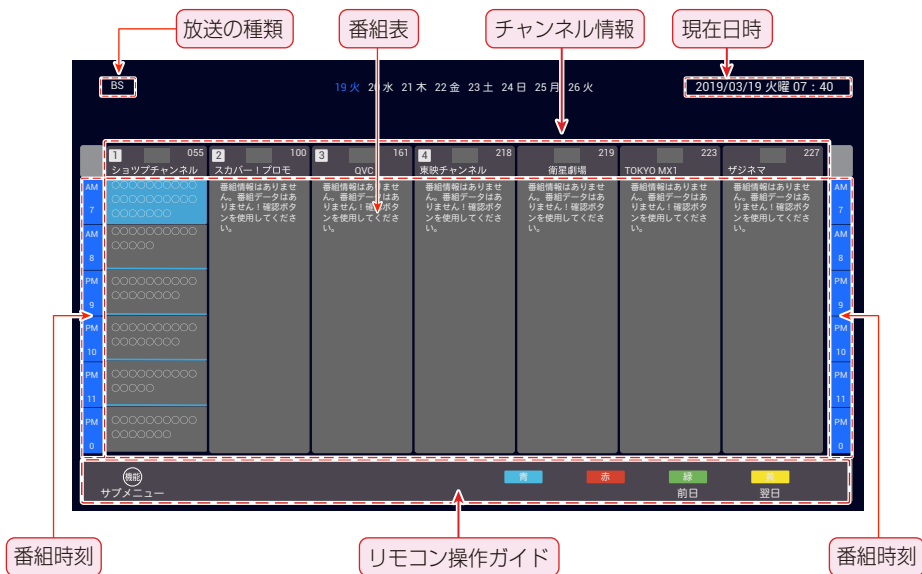 放送の種類
番組表
チャンネル情報
現在日時
BS
19 火 20 水 21 木 22 金 23 土 24 日 25 月 26 火
2019/03/19 火曜 07 : 40
1 055
ショップチャンネル
2 100
スカパー！プロモ
3 161
QVC
4 218
東映チャンネル
219
衛星劇場
223
TOKYO MX1
227
ザジネマ
AM
7
AM
8
PM
9
PM
10
PM
11
PM
0
○○○○○○○○○○
○○○○○○○○○○
○○○○○○○
○○○○○○○○○○
○○○○○
○○○○○○○○○○
○○○○○○○○
○○○○○○○○○○
○○○○○○○○
○○○○○○○○○○
○○○○○
○○○○○○○○○○
○○○○○○○
番組情報はありませ
ん。番組データはあ
りません！確認ボタ
ンを使用してくださ
い。
番組情報はありませ
ん。番組データはあ
りません！確認ボタ
ンを使用してくださ
い。
番組情報はありませ
ん。番組データはあ
りません！確認ボタ
ンを使用してくださ
い。
番組情報はありませ
ん。番組データはあ
りません！確認ボタ
ンを使用してくださ
い。
番組情報はありませ
ん。番組データはあ
りません！確認ボタ
ンを使用してくださ
い。
番組情報はありませ
ん。番組データはあ
りません！確認ボタ
ンを使用してくださ
い。
AM
7
AM
8
PM
9
PM
10
PM
11
PM
0
機能
サブメニュー
青
赤
緑
前日
翌日
番組時刻
リモコン操作ガイド
番組時刻